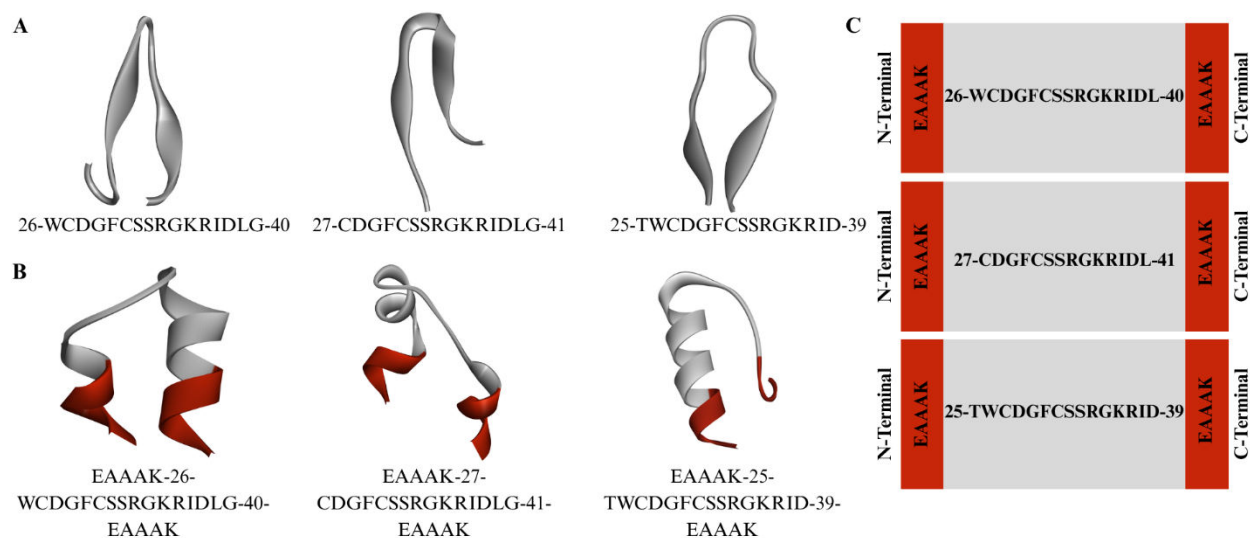 A
26-WCDGFCSSRGKRIDLG-40
27-CDGFCSSRGKRIDLG-41
25-TWCDGFCSSRGKRID-39
B
EAAAK-26-
WCDGFCSSRGKRIDLG-40-
EAAAK
EAAAK-27-
CDGFCSSRGKRIDLG-41-
EAAAK
EAAAK-25-
TWCDGFCSSRGKRID-39-
EAAAK
C
N-Terminal
EAAAK
26-WCDGFCSSRGKRIDL-40
EAAAK
C-Terminal
N-Terminal
EAAAK
27-CDGFCSSRGKRIDL-41
EAAAK
C-Terminal
N-Terminal
EAAAK
25-TWCDGFCSSRGKRID-39
EAAAK
C-Terminal